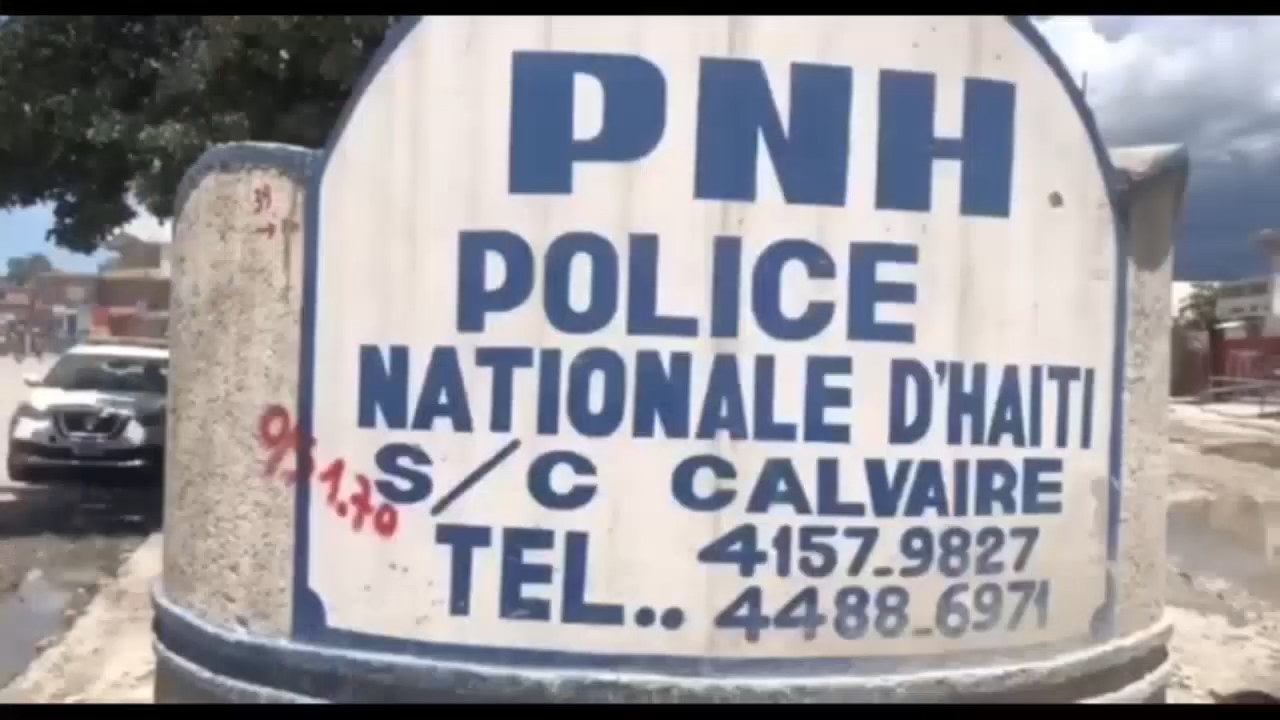 PNH
POLICE
NATIONALE D'HAITI
S/C CALVAIRE
TEL.. 4157-9827
4488-6971